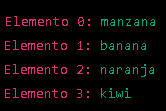 Elemento 0: manzana
Elemento 1: banana
Elemento 2: naranja
Elemento 3: kiwi